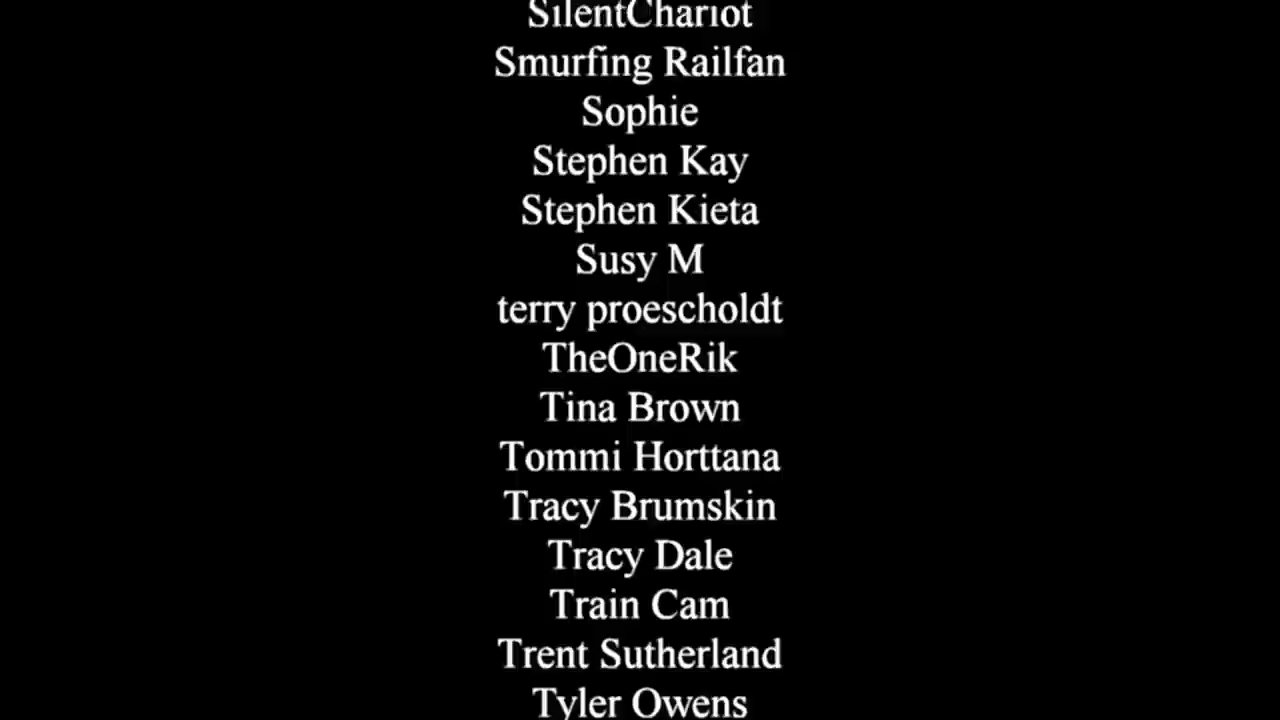 SilentChariot
Smurfing Railfan
Sophie
Stephen Kay
Stephen Kieta
Susy M
terry proescholdt
TheOneRik
Tina Brown
Tommi Horttana
Tracy Brumskin
Tracy Dale
Train Cam
Trent Sutherland
Tyler Owens